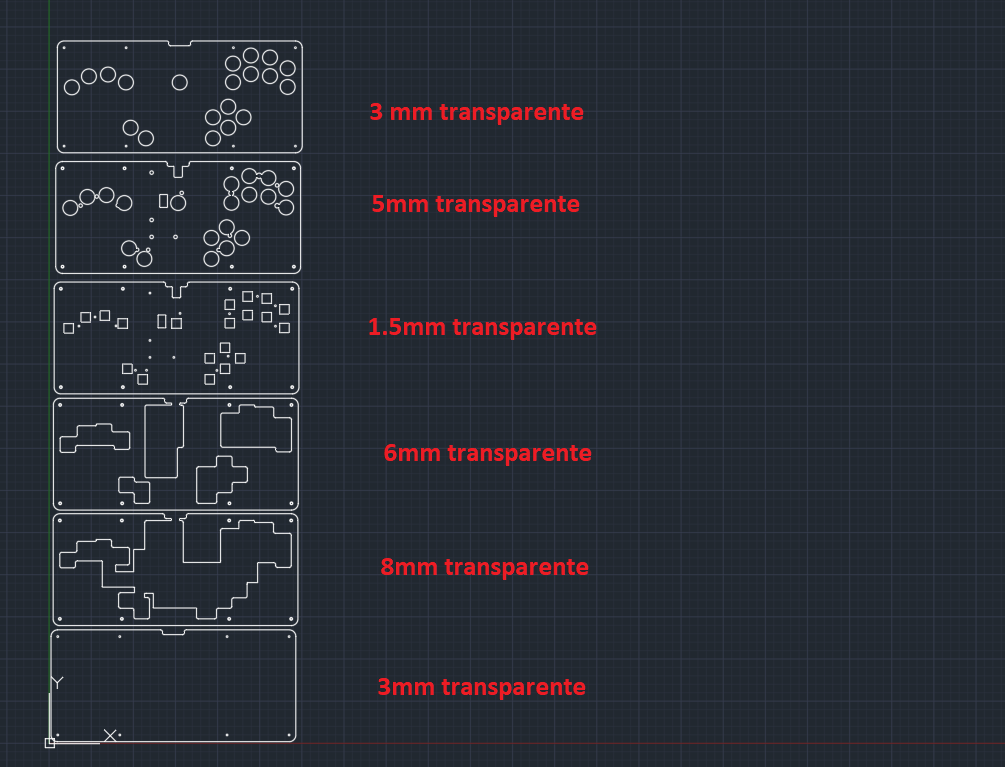 3 mm transparente
5mm transparente
1.5mm transparente
6mm transparente
8mm transparente
3mm transparente
Y
X